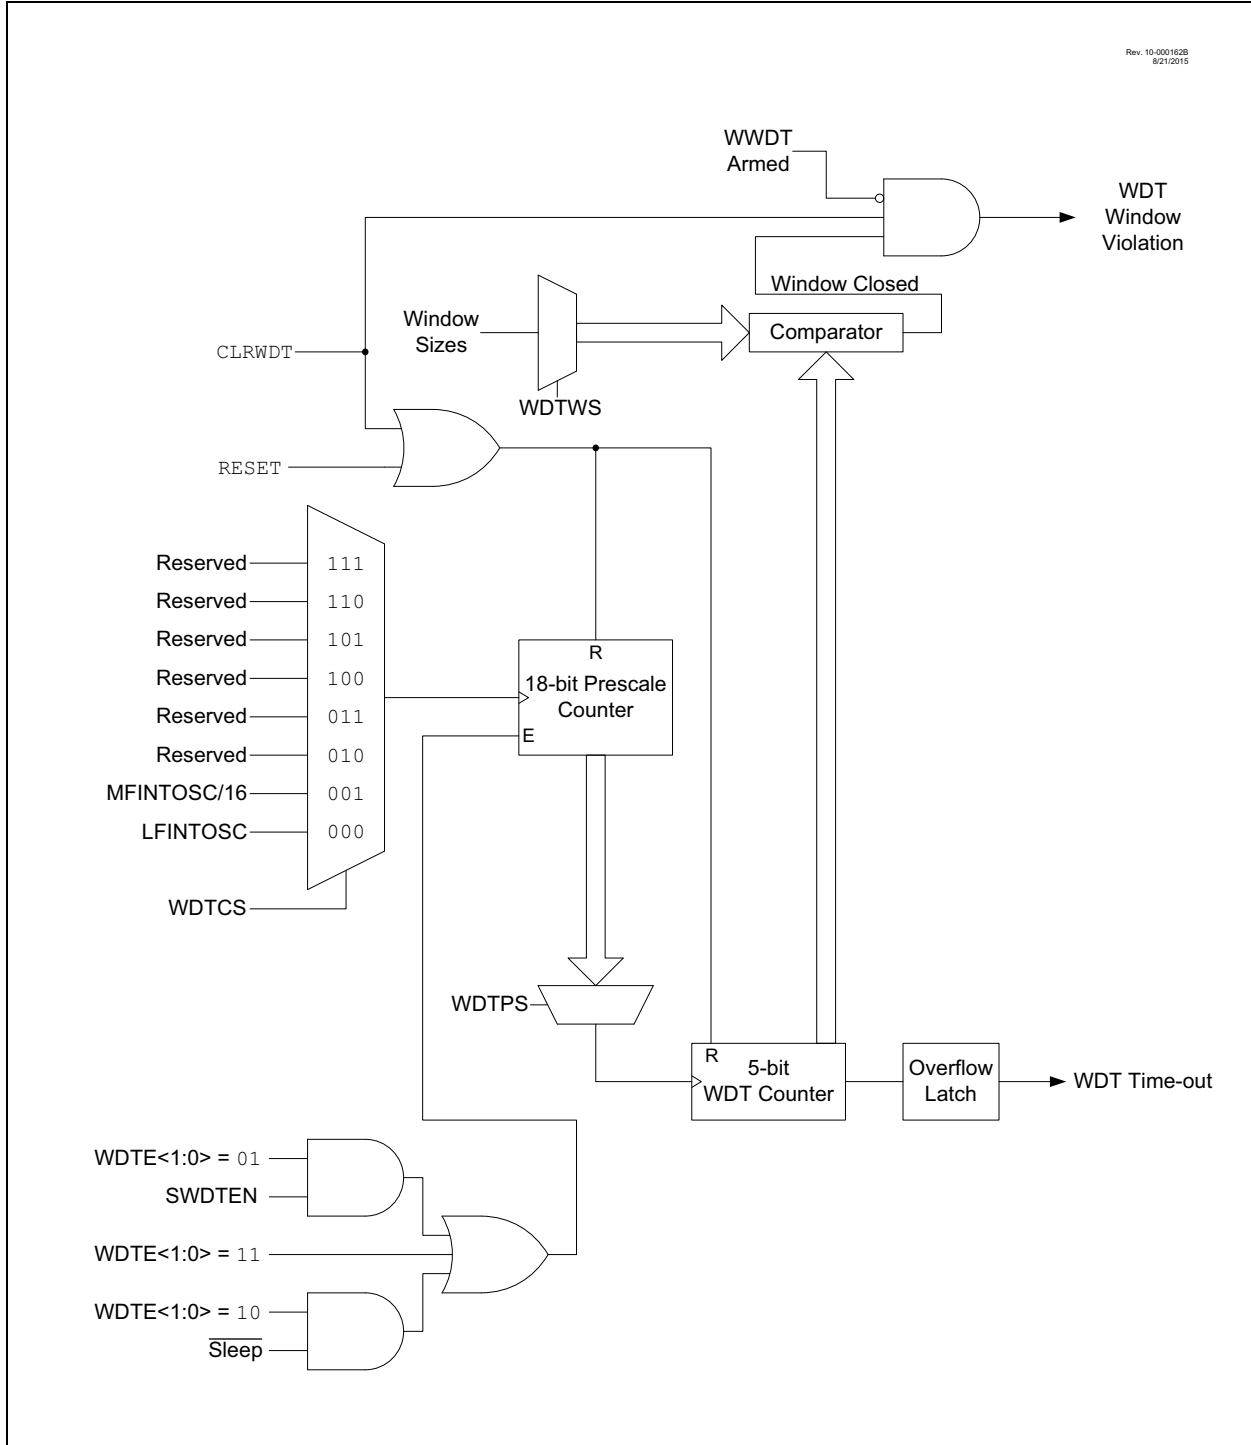 Rev. 10-000162B
8/21/2015
WWDT
Armed
WDT
Window
Violation
Window Closed
Window
Sizes
Comparator
CLRWDT
WDTWS
RESET
Reserved 111
Reserved 110
Reserved 101
Reserved 100
Reserved 011
Reserved 010
MFINTOSC/16 001
LFINTOSC 000
WDTCS
R
18-bit Prescale
Counter
E
WDTPS
R
5-bit
WDT Counter
Overflow
Latch
WDT Time-out
WDTE<1:0> = 01
SWDTEN
WDTE<1:0> = 11
WDTE<1:0> = 10
Sleep